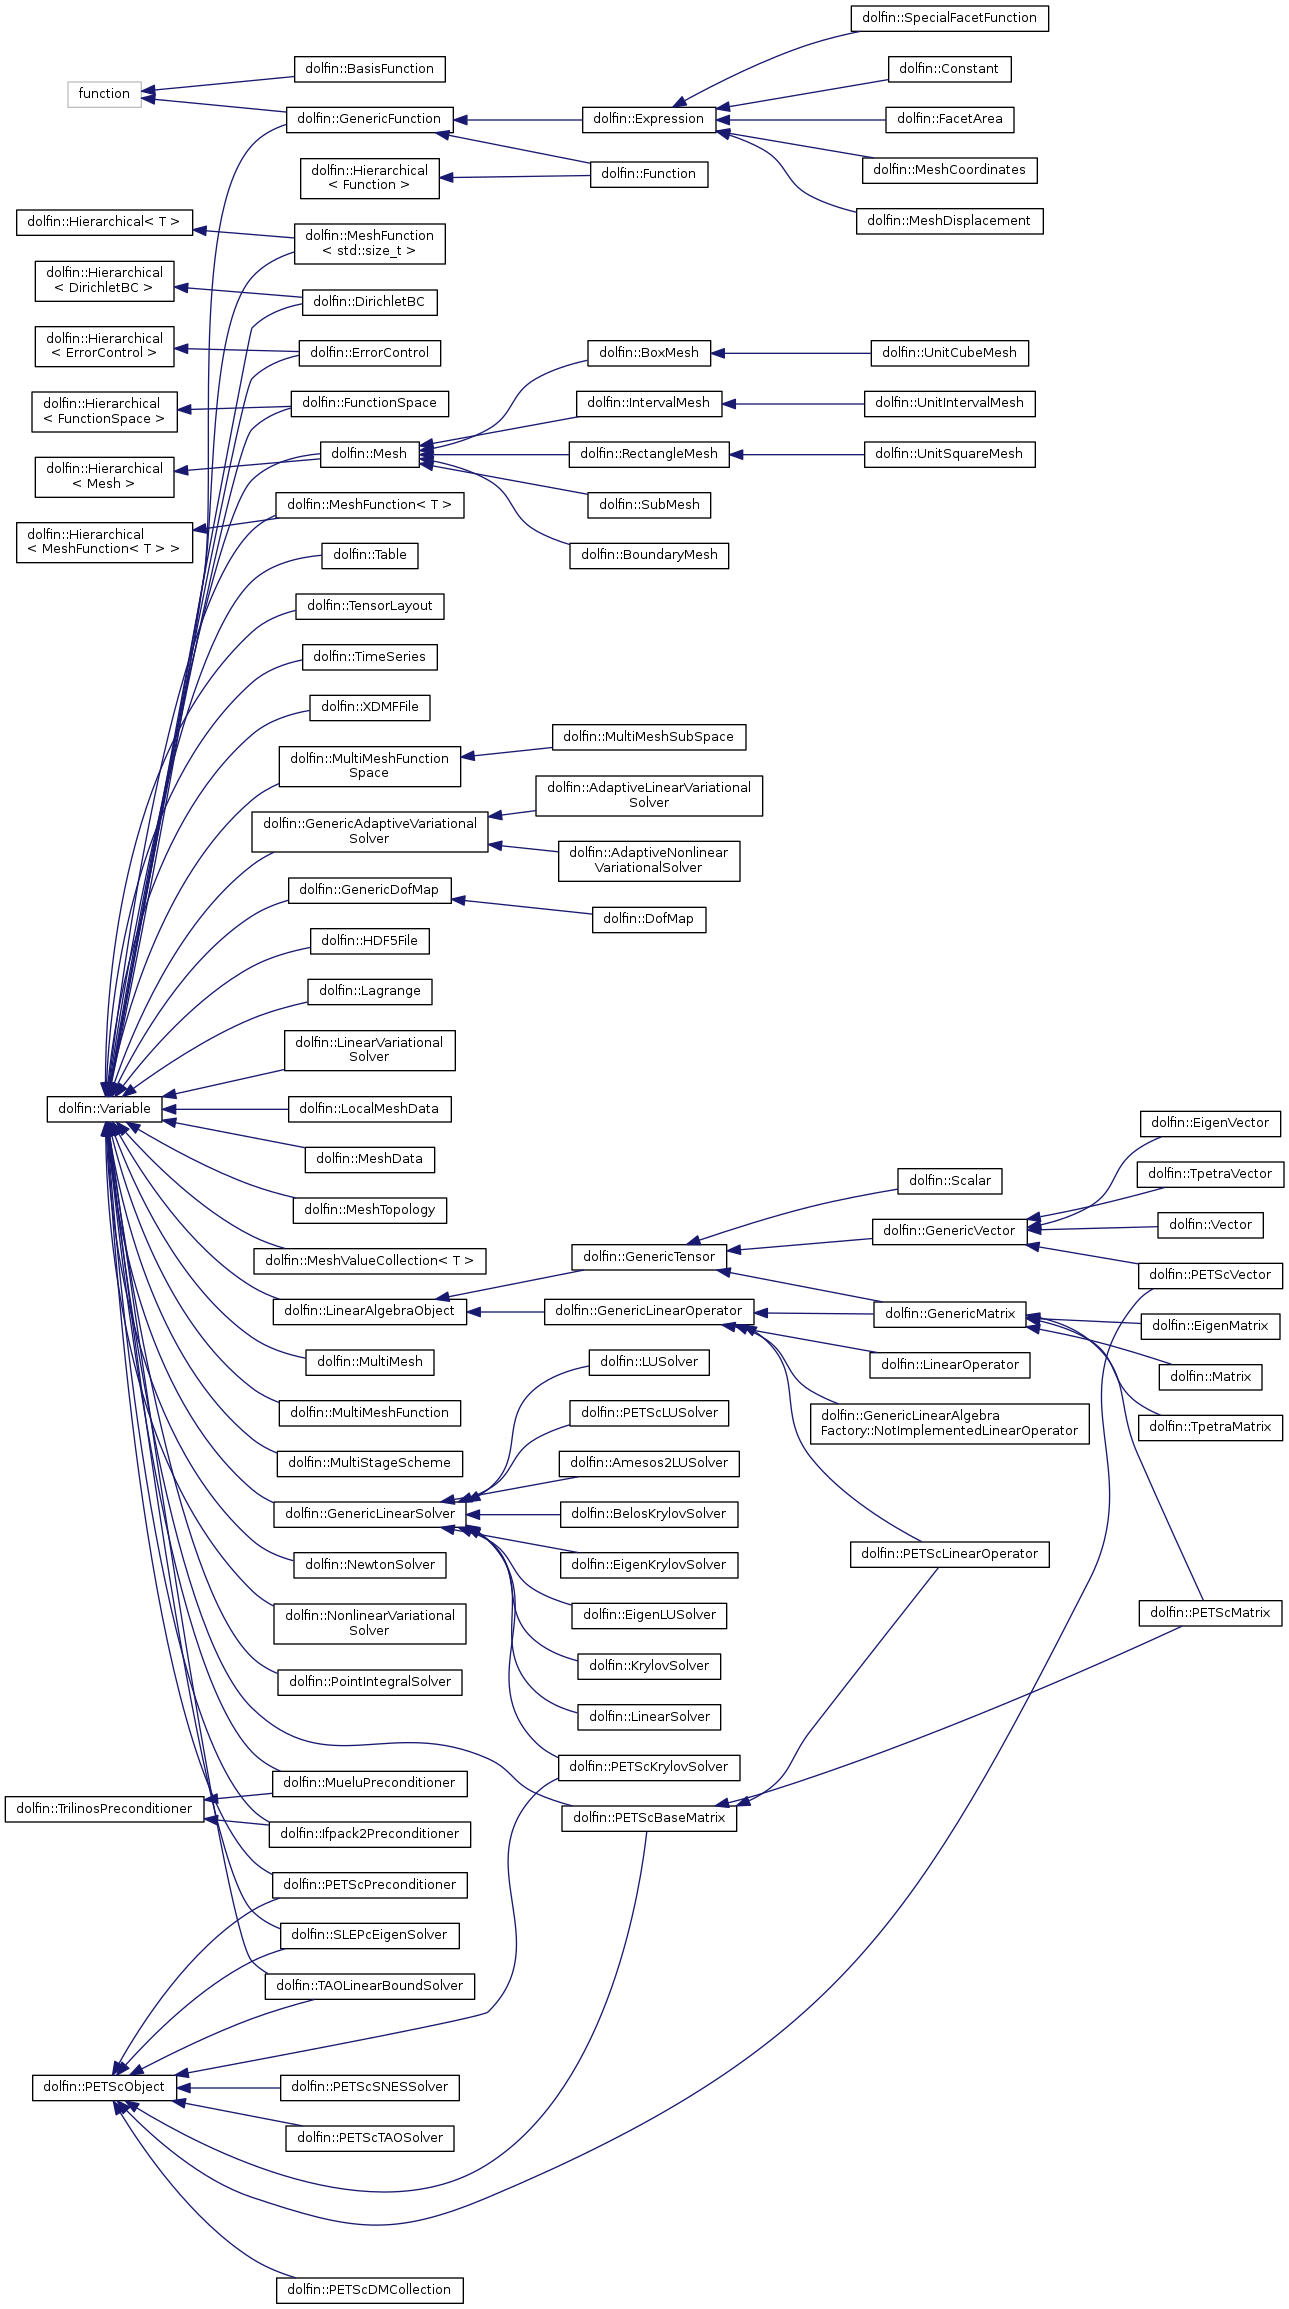 dolfin::SpecialFacetFunction
dolfin::BasisFunction
dolfin::Constant
function
dolfin::GenericFunction
dolfin::Expression
dolfin::FacetArea
dolfin::Hierarchical
< Function >
dolfin::Function
dolfin::MeshCoordinates
dolfin::Hierarchical< T >
dolfin::MeshFunction
< std::size_t >
dolfin::MeshDisplacement
dolfin::Hierarchical
< DirichletBC >
dolfin::DirichletBC
dolfin::Hierarchical
< ErrorControl >
dolfin::ErrorControl
dolfin::BoxMesh
dolfin::UnitCubeMesh
dolfin::Hierarchical
< FunctionSpace >
dolfin::FunctionSpace
dolfin::IntervalMesh
dolfin::UnitIntervalMesh
dolfin::Mesh
dolfin::RectangleMesh
dolfin::UnitSquareMesh
dolfin::Hierarchical
< Mesh >
dolfin::MeshFunction< T >
dolfin::SubMesh
dolfin::Hierarchical
< MeshFunction< T > >
dolfin::Table
dolfin::BoundaryMesh
dolfin::TensorLayout
dolfin::TimeSeries
dolfin::XDMFFile
dolfin::MultiMeshFunction
Space
dolfin::MultiMeshSubSpace
dolfin::GenericAdaptiveVariational
Solver
dolfin::AdaptiveLinearVariational
Solver
dolfin::AdaptiveNonlinear
VariationalSolver
dolfin::GenericDofMap
dolfin::DofMap
dolfin::HDF5File
dolfin::Lagrange
dolfin::LinearVariational
Solver
dolfin::Variable
dolfin::LocalMeshData
dolfin::MeshData
dolfin::EigenVector
dolfin::MeshTopology
dolfin::Scalar
dolfin::TpetraVector
dolfin::MeshValueCollection< T >
dolfin::GenericTensor
dolfin::GenericVector
dolfin::Vector
dolfin::PETScVector
dolfin::LinearAlgebraObject
dolfin::GenericLinearOperator
dolfin::GenericMatrix
dolfin::EigenMatrix
dolfin::MultiMesh
dolfin::LUSolver
dolfin::LinearOperator
dolfin::Matrix
dolfin::MultiMeshFunction
dolfin::PETScLUSolver
dolfin::GenericLinearAlgebra
Factory::NotImplementedLinearOperator
dolfin::TpetraMatrix
dolfin::MultiStageScheme
dolfin::Amesos2LUSolver
dolfin::GenericLinearSolver
dolfin::BelosKrylovSolver
dolfin::NewtonSolver
dolfin::EigenKrylovSolver
dolfin::PETScLinearOperator
dolfin::NonlinearVariational
Solver
dolfin::EigenLUSolver
dolfin::PETScMatrix
dolfin::PointIntegralSolver
dolfin::KrylovSolver
dolfin::LinearSolver
dolfin::PETScKrylovSolver
dolfin::MueluPreconditioner
dolfin::TrilinosPreconditioner
dolfin::PETScBaseMatrix
dolfin::Ifpack2Preconditioner
dolfin::PETScPreconditioner
dolfin::SLEPcEigenSolver
dolfin::TAOLinearBoundSolver
dolfin::PETScObject
dolfin::PETScSNESSolver
dolfin::PETScTAOSolver
dolfin::PETScDMCollection